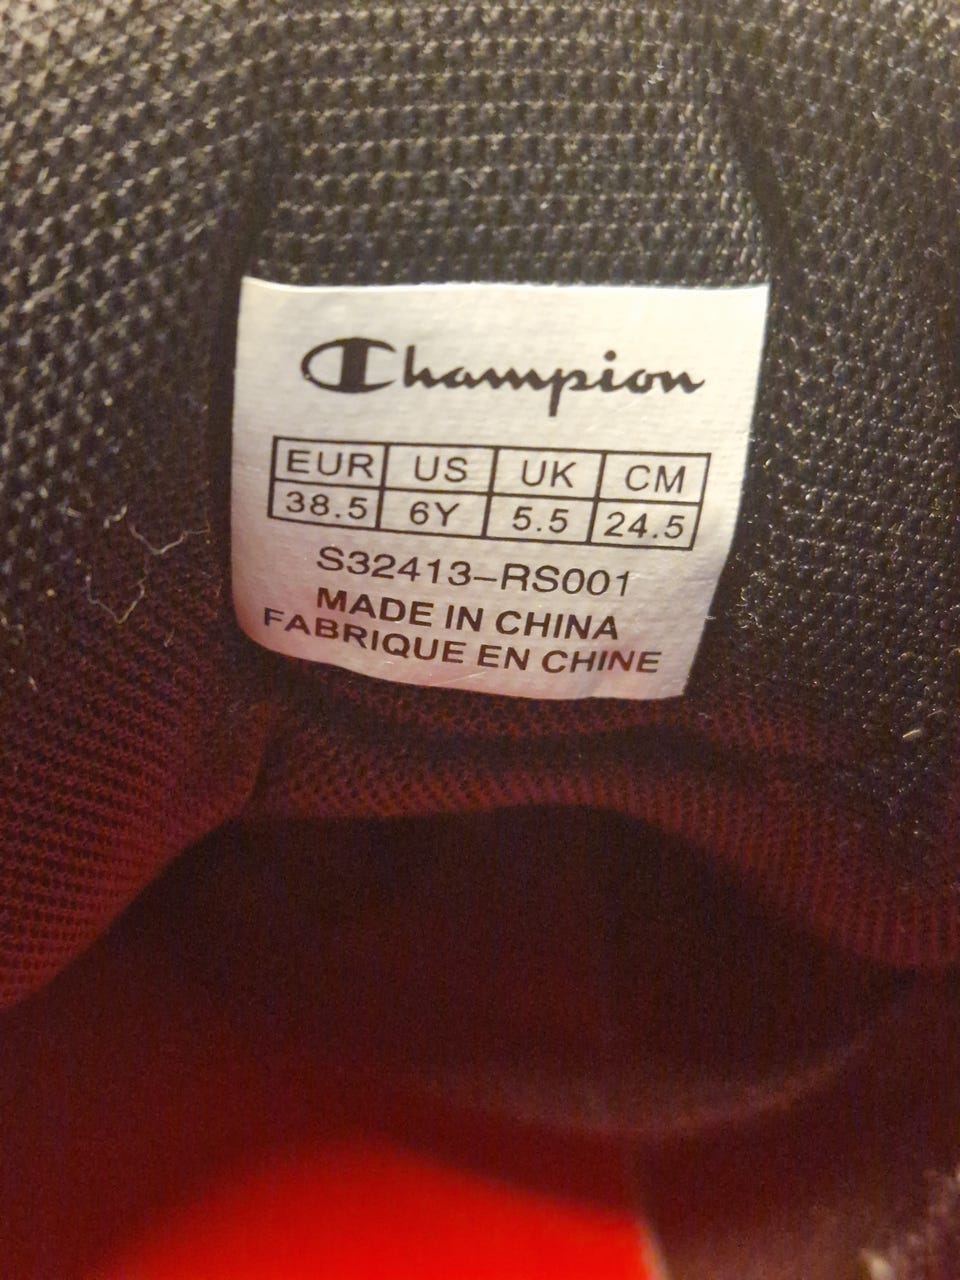 Champion
EUR US UK CM
38.5 6Y 5.5 24.5
S32413-RS001
MADE IN CHINA
FABRIQUE EN CHINE